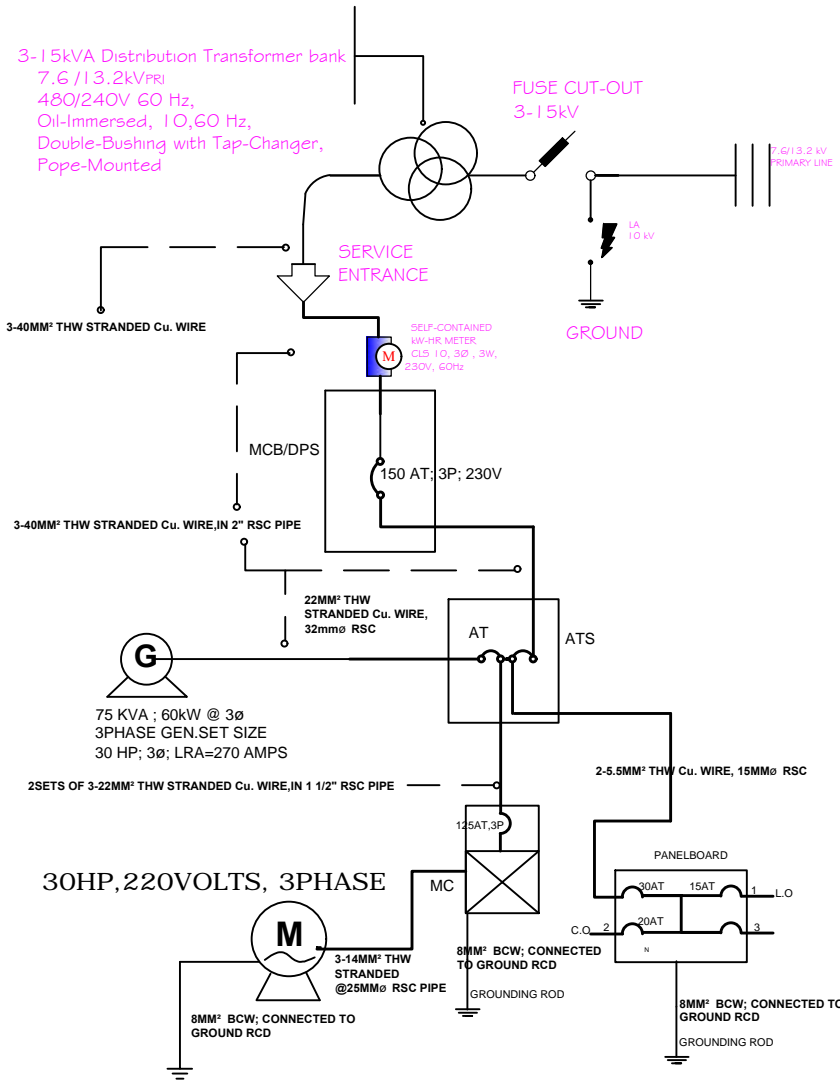 3-15kVA Distribution Transformer bank
7.6 /13.2kVPRI
480/240V 60 Hz,
Oil-Immersed, 10,60 Hz,
Double-Bushing with Tap-Changer,
Pope-Mounted
FUSE CUT-OUT
3-15kV
7.6/13.2 kV
PRIMARY LINE
LA
10 kV
GROUND
SERVICE
ENTRANCE
3-40MM² THW STRANDED Cu. WIRE
SELF-CONTAINED
kW-HR METER
CLS 10, 3Ø , 3W,
230V, 60Hz
M
MCB/DPS
150 AT; 3P; 230V
3-40MM² THW STRANDED Cu. WIRE,IN 2" RSC PIPE
22MM² THW
STRANDED Cu. WIRE,
32mmø RSC
AT
ATS
G
75 KVA ; 60kW @ 3ø
3PHASE GEN.SET SIZE
30 HP; 3ø; LRA=270 AMPS
2SETS OF 3-22MM² THW STRANDED Cu. WIRE,IN 1 1/2" RSC PIPE
2-5.5MM² THW Cu. WIRE, 15MMø RSC
125AT,3P
MC
PANELBOARD
30AT
15AT
1
L.O
C.O
2
20AT
3
N
30HP,220VOLTS, 3PHASE
M
3-14MM² THW
STRANDED
@25MMø RSC PIPE
8MM² BCW; CONNECTED
TO GROUND RCD
GROUNDING ROD
8MM² BCW; CONNECTED TO
GROUND RCD
8MM² BCW; CONNECTED TO
GROUND RCD
GROUNDING ROD